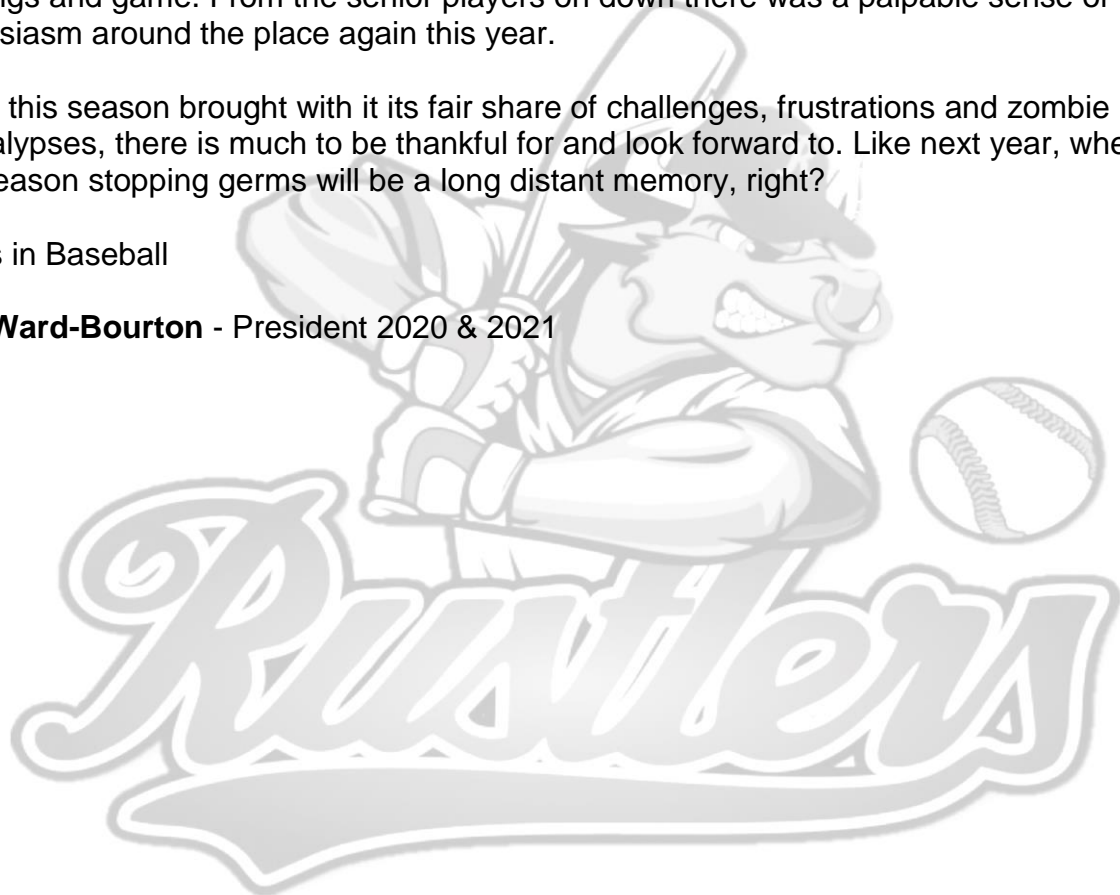 ngs and game. From the senior players on down there was a palpable sense of
siasm around the place again this year.
this season brought with it its fair share of challenges, frustrations and zombie
alypses, there is much to be thankful for and look forward to. Like next year, whe
eason stopping germs will be a long distant memory, right?
s in Baseball
Ward-Bourton - President 2020 & 2021
Rustlers